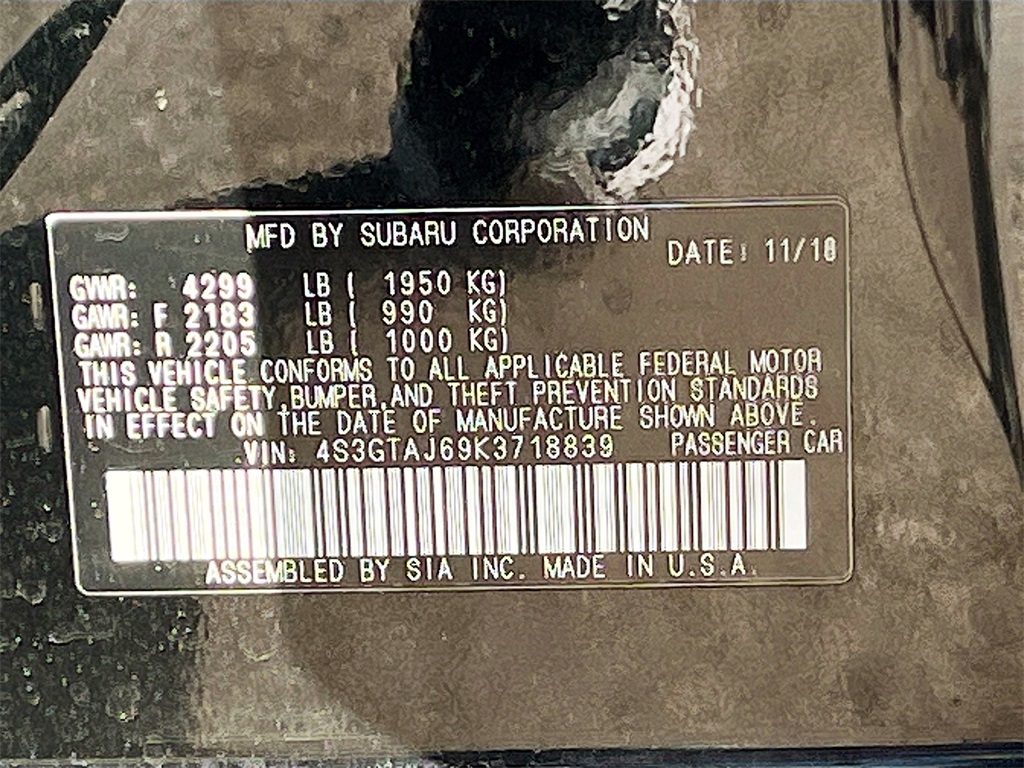 MFD BY SUBARU CORPORATION
DATE: 11/18
GVWR: 4299 LB ( 1950 KG)
GAWR: F 2183 LB ( 990 KG)
GAWR: R 2205 LB ( 1000 KG)
THIS VEHICLE CONFORMS TO ALL APPLICABLE FEDERAL MOTOR
VEHICLE SAFETY,BUMPER,AND THEFT PREVENTION STANDARDS
IN EFFECT ON THE DATE OF MANUFACTURE SHOWN ABOVE.
VIN: 4S3GTAJ69K3718839 PASSENGER CAR
ASSEMBLED BY SIA INC. MADE IN U.S.A.